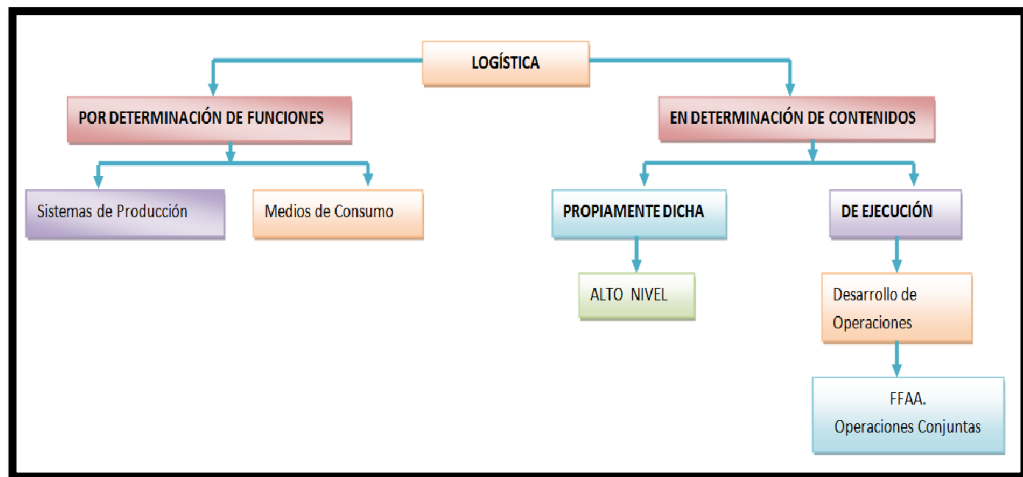 LOGÍSTICA
POR DETERMINACIÓN DE FUNCIONES
EN DETERMINACIÓN DE CONTENIDOS
Sistemas de Producción
Medios de Consumo
PROPIAMENTE DICHA
DE EJECUCIÓN
ALTO NIVEL
Desarrollo de
Operaciones
FFAA.
Operaciones Conjuntas